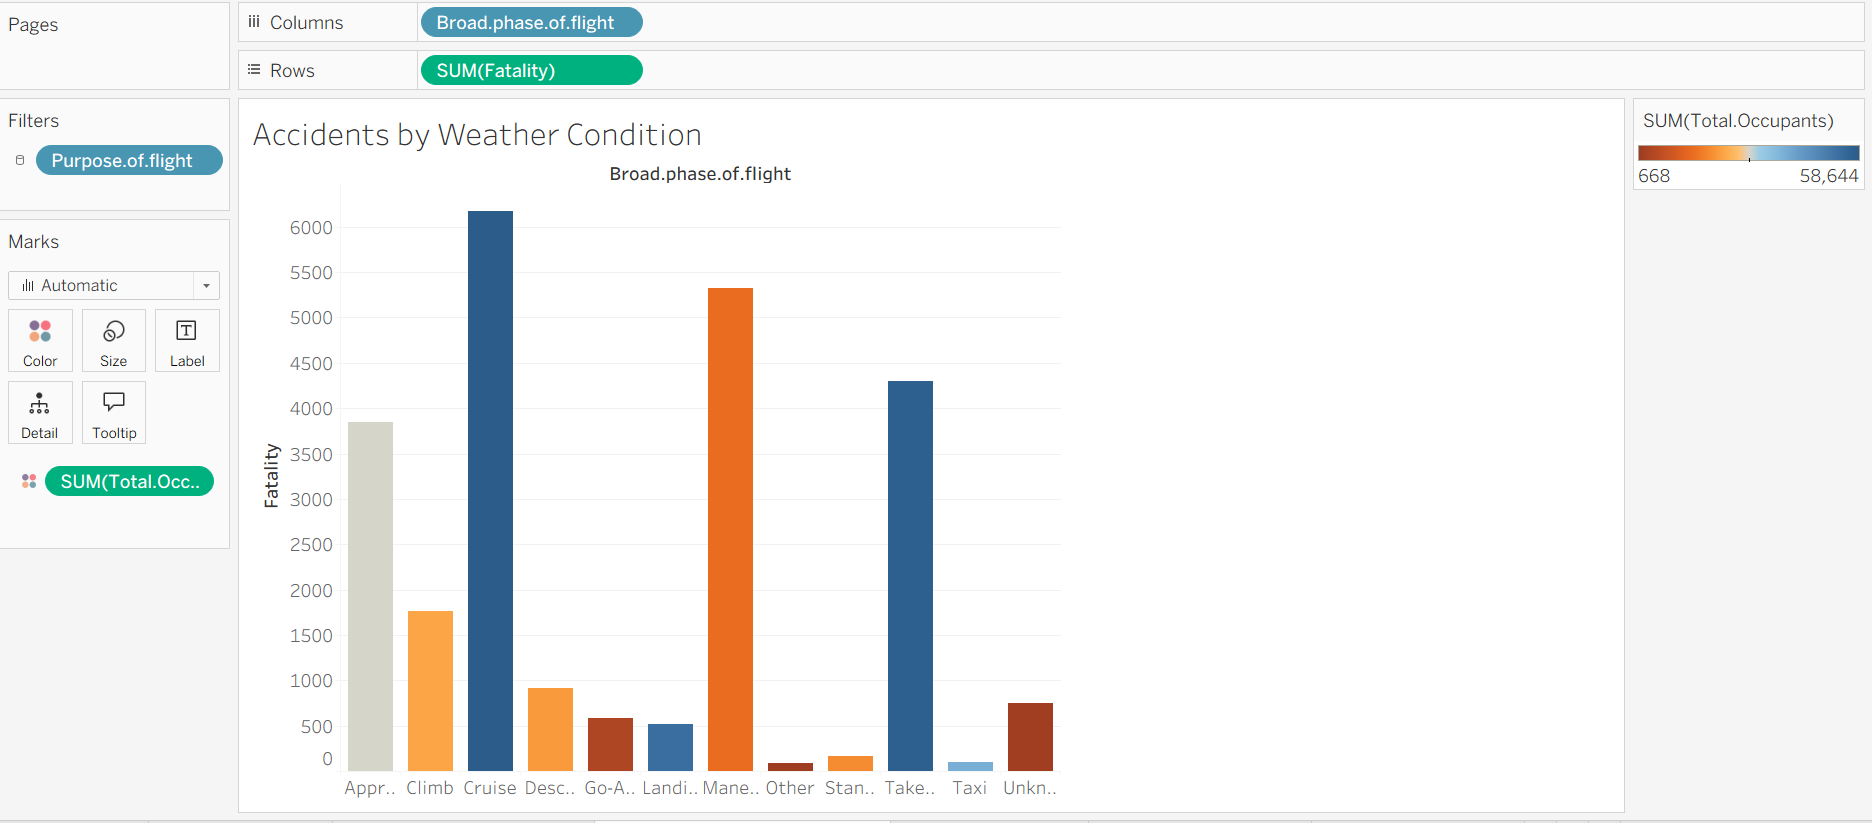 Pages
Columns
Broad.phase.of.flight
Rows
SUM(Fatality)
Filters
Purpose.of.flight
Marks
Automatic
Color
Size
Label
Detail
Tooltip
SUM(Total.Occ..
Accidents by Weather Condition
Broad.phase.of.flight
Fatality
6000
5500
5000
4500
4000
3500
3000
2500
2000
1500
1000
500
0
Appr.. Climb Cruise Desc.. Go-A.. Landi.. Mane.. Other Stan.. Take.. Taxi Unkn..
SUM(Total.Occupants)
668 58,644